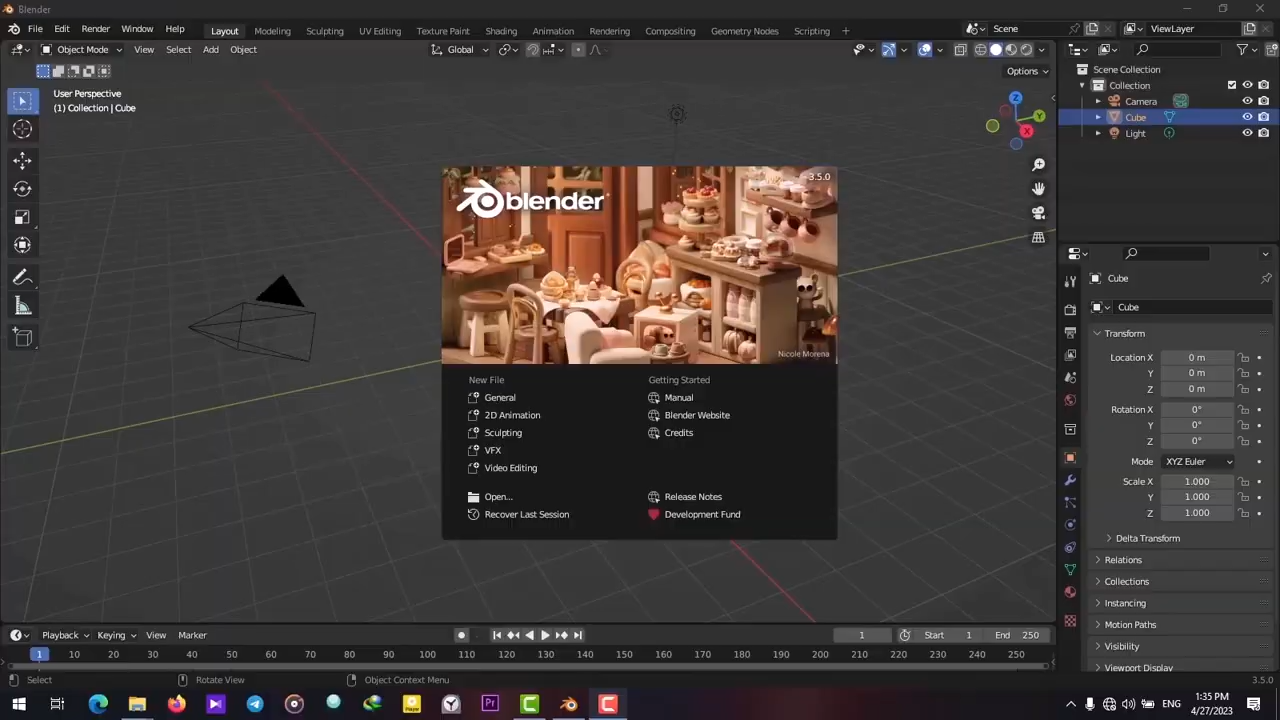 Blender
File Edit Render Window Help Layout Modeling Sculpting UV Editing Texture Paint Shading Animation Rendering Compositing Geometry Nodes Scripting + Scene ViewLayer
Object Mode View Select Add Object Global
Options
User Perspective
(1) Collection | Cube
Z
Y
X
Scene Collection
Collection
Camera
Cube
Light
3.5.0
blender
Nicole Morena
New File
General
2D Animation
Sculpting
VFX
Video Editing
Open...
Recover Last Session
Getting Started
Manual
Blender Website
Credits
Release Notes
Development Fund
Cube
Cube
Transform
Location X 0 m
Y 0 m
Z 0 m
Rotation X 0°
Y 0°
Z 0°
Mode XYZ Euler
Scale X 1.000
Y 1.000
Z 1.000
Delta Transform
Relations
Collections
Instancing
Motion Paths
Visibility
Viewport Display
Playback Keying View Marker 1 Start 1 End 250
1 10 20 30 40 50 60 70 80 90 100 110 120 130 140 150 160 170 180 190 200 210 220 230 240 250
Select Rotate View Object Context Menu 3.5.0
Pr
ENG
1:35 PM
4/27/2023